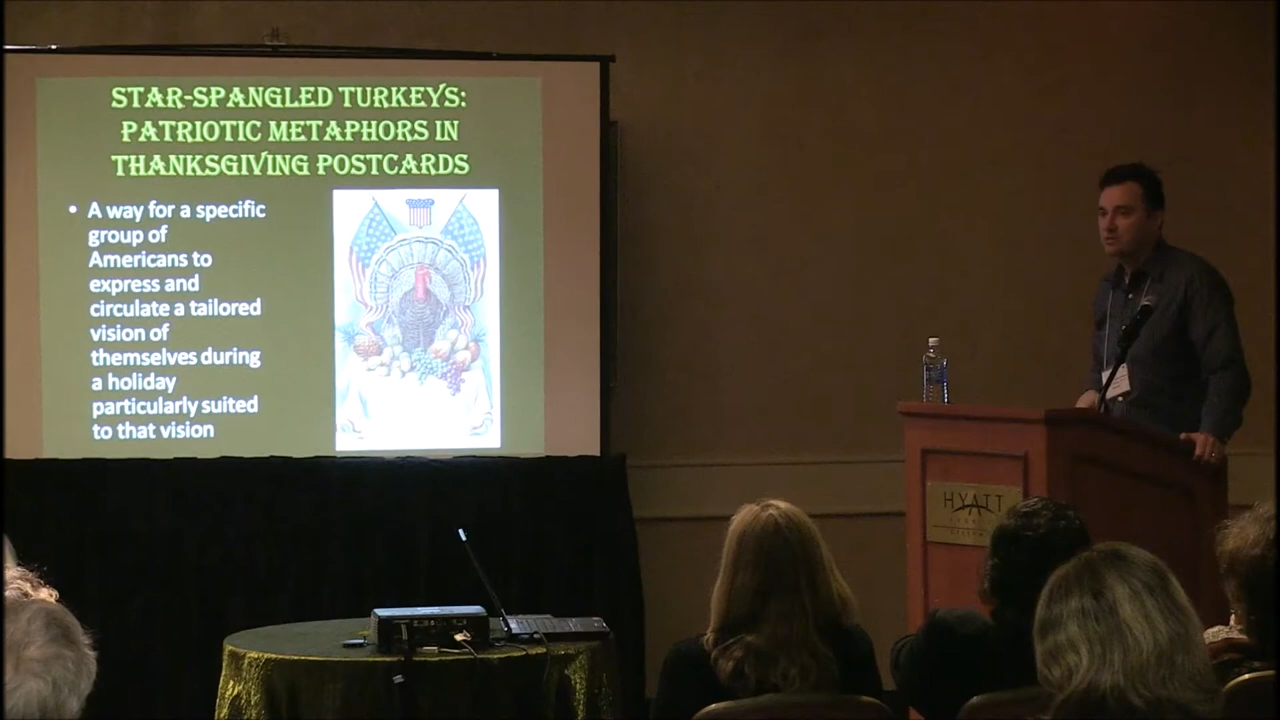 STAR-SPANGLED TURKEYS:
PATRIOTIC METAPHORS IN
THANKSGIVING POSTCARDS
• A way for a specific
group of
Americans to
express and
circulate a tailored
vision of
themselves during
a holiday
particularly suited
to that vision
HYATT